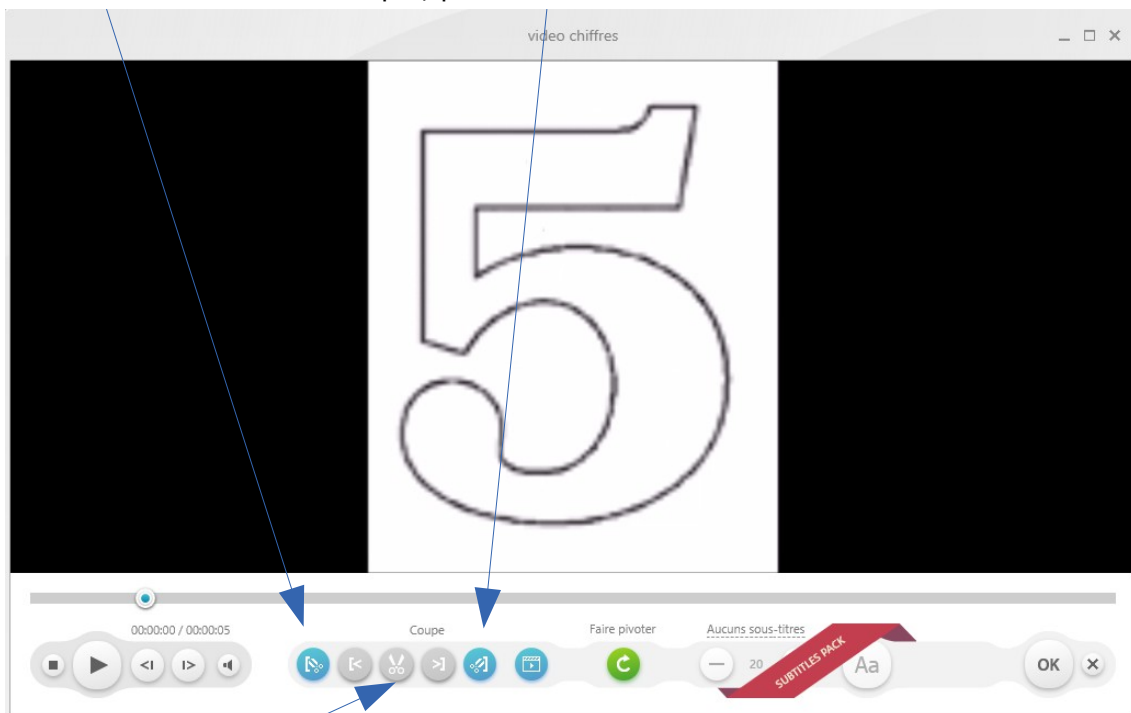 video chiffres
5
00:00:00 / 00:00:05
Coupe
Faire pivoter
Aucuns sous-titres
20
SUBTITLES PACK
Aa
OK